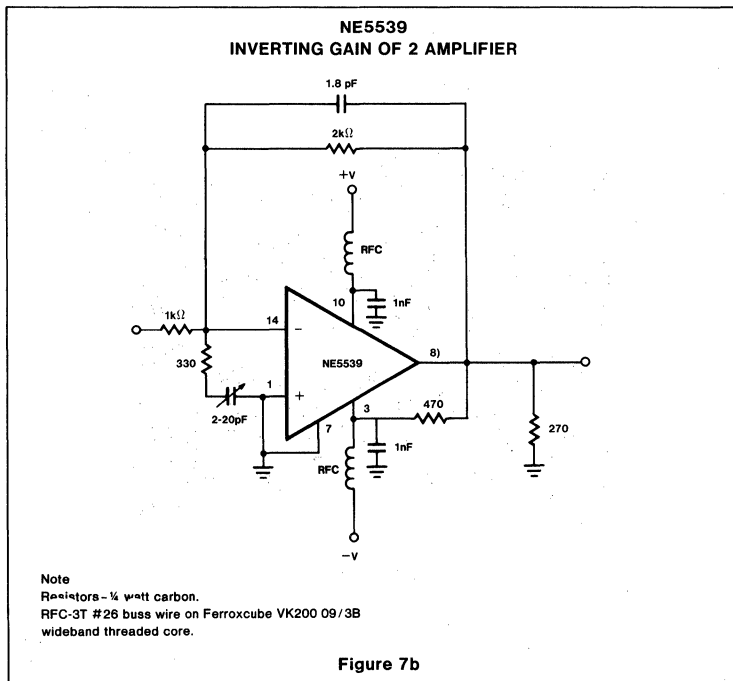 NE5539
INVERTING GAIN OF 2 AMPLIFIER
1.8 pF
2kΩ
+V
RFC
10
1nF
1kΩ
14
−
330
NE5539
8)
1
+
2-20pF
7
3
470
270
1nF
RFC
−V
Note
Resistors-¼ watt carbon.
RFC-3T #26 buss wire on Ferroxcube VK200 09/3B
wideband threaded core.
Figure 7b